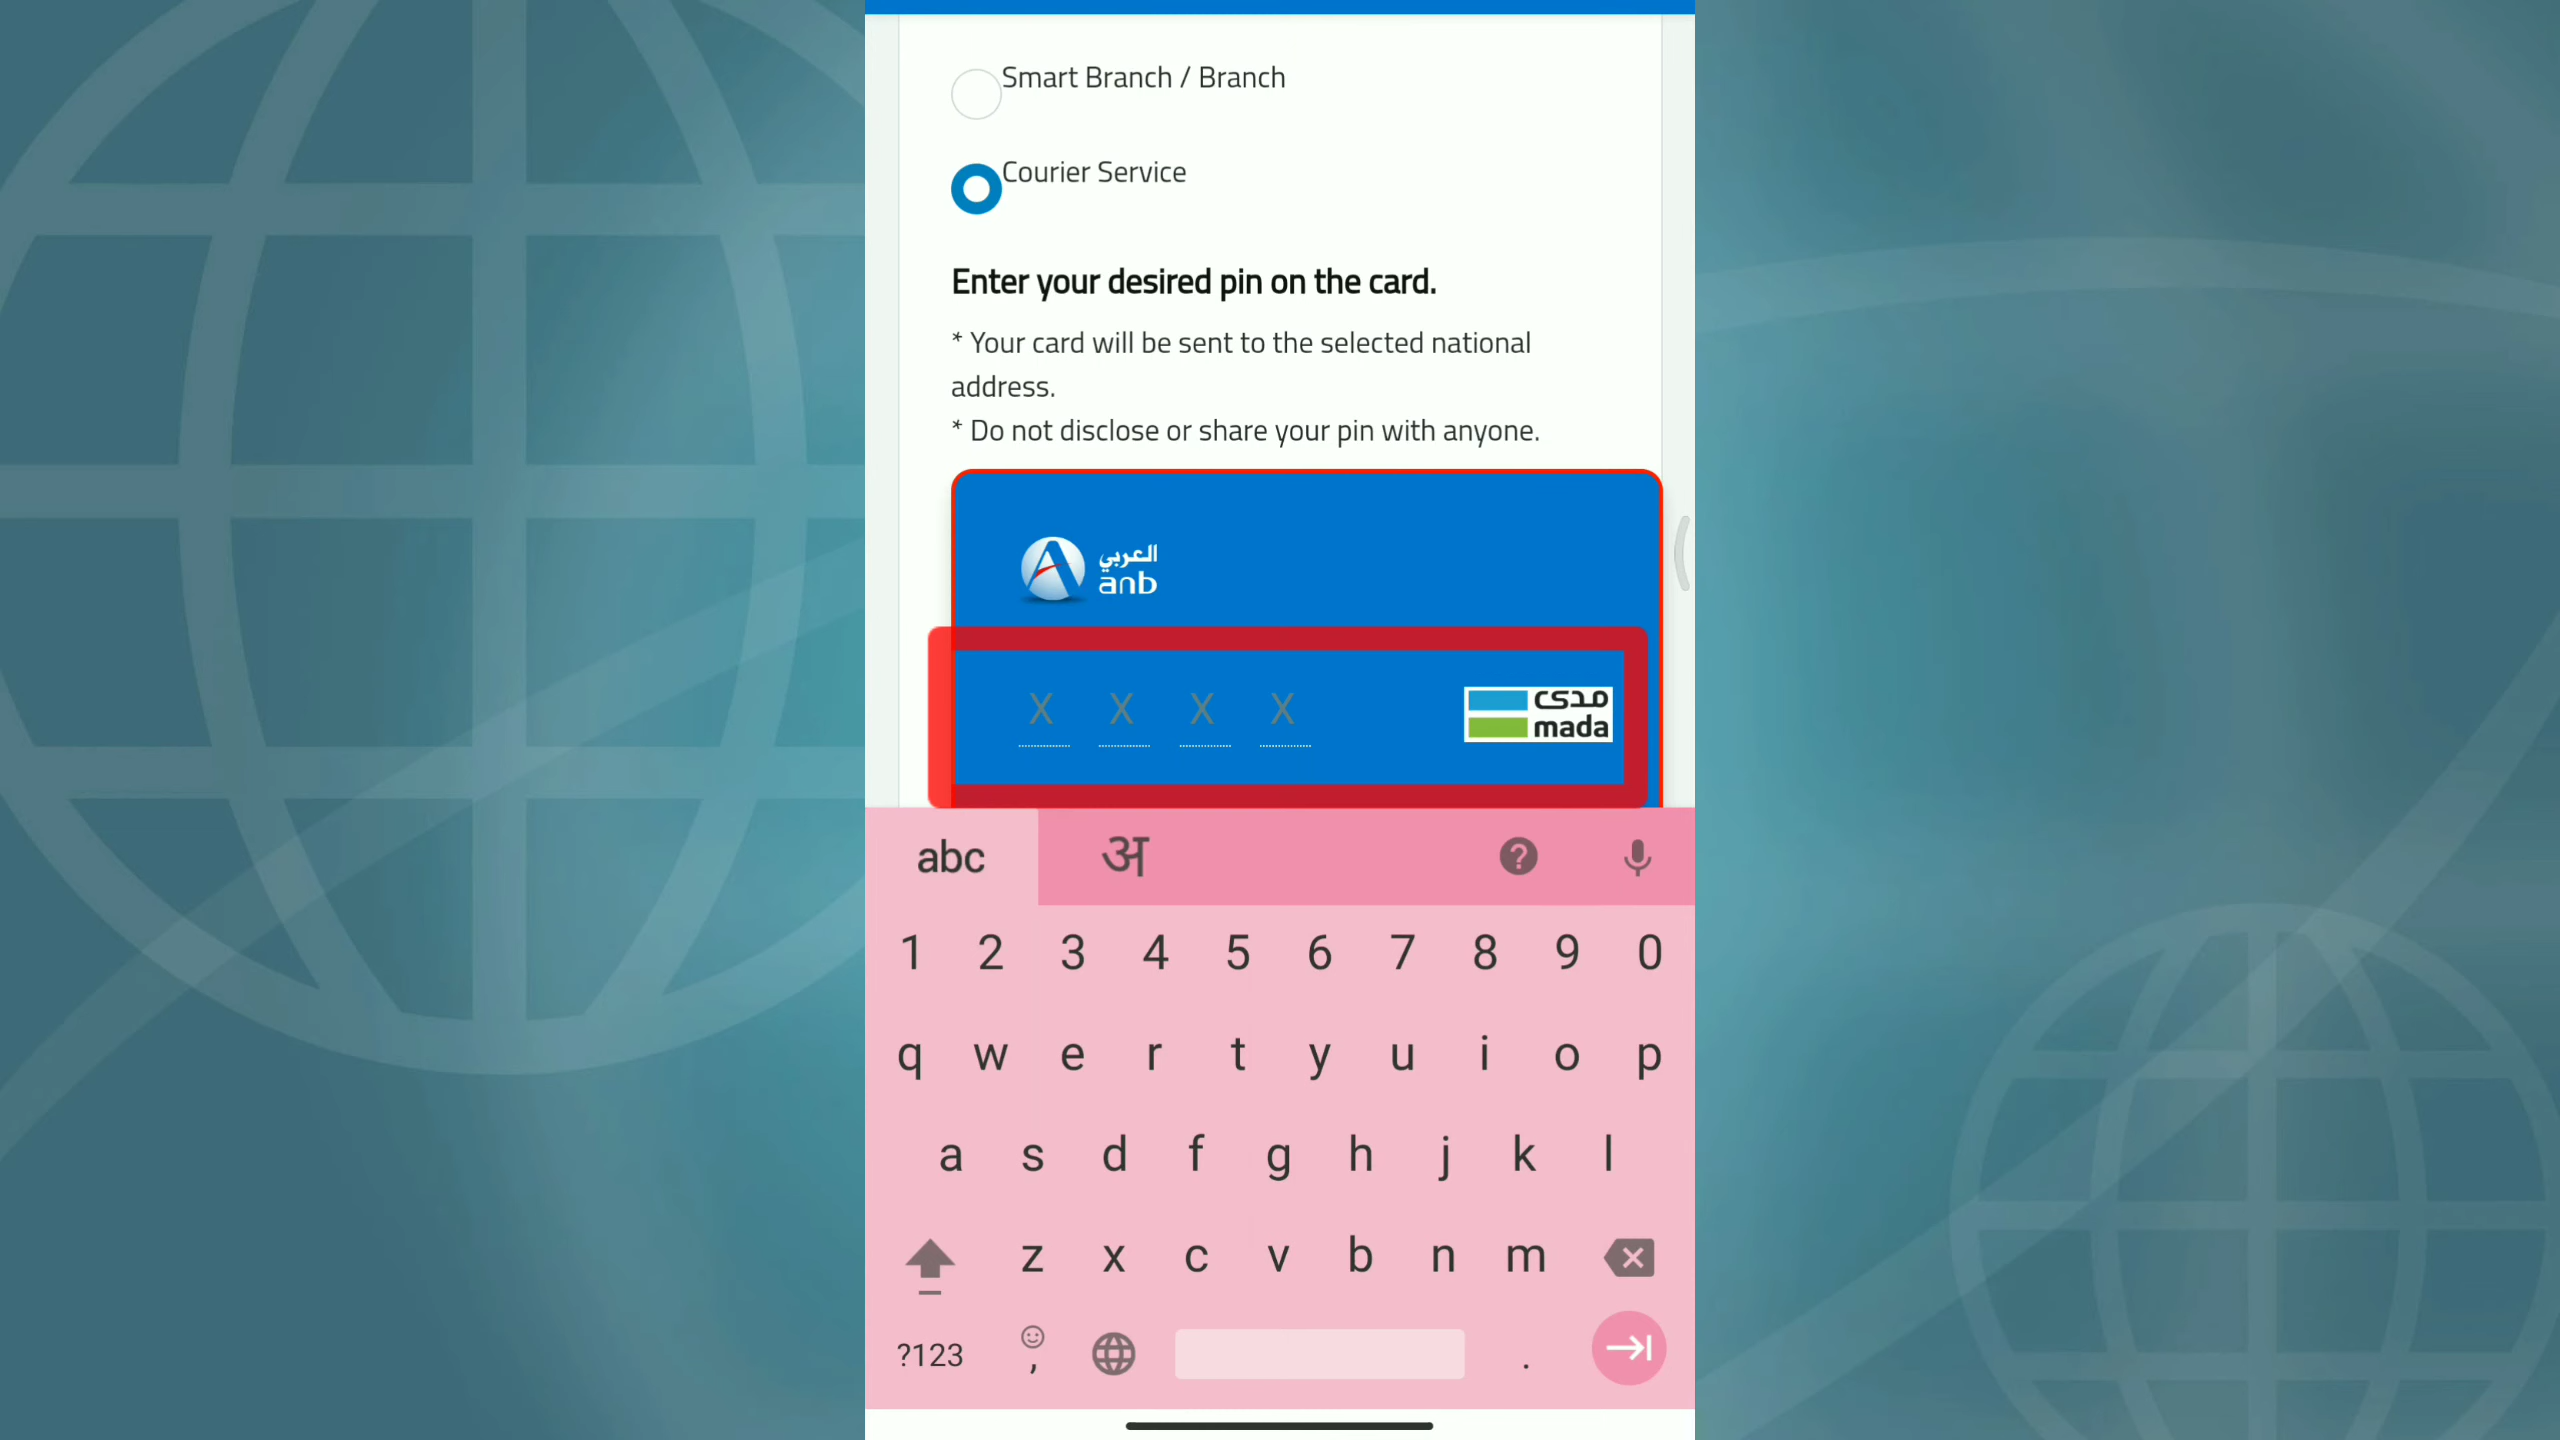 Smart Branch / Branch
Courier Service
Enter your desired pin on the card.
* Your card will be sent to the selected national
address.
* Do not disclose or share your pin with anyone.
العربي
anb
X X X X
مدى
mada
abc अ
1 2 3 4 5 6 7 8 9 0
q w e r t y u i o p
a s d f g h j k l
z x c v b n m
?123 , .